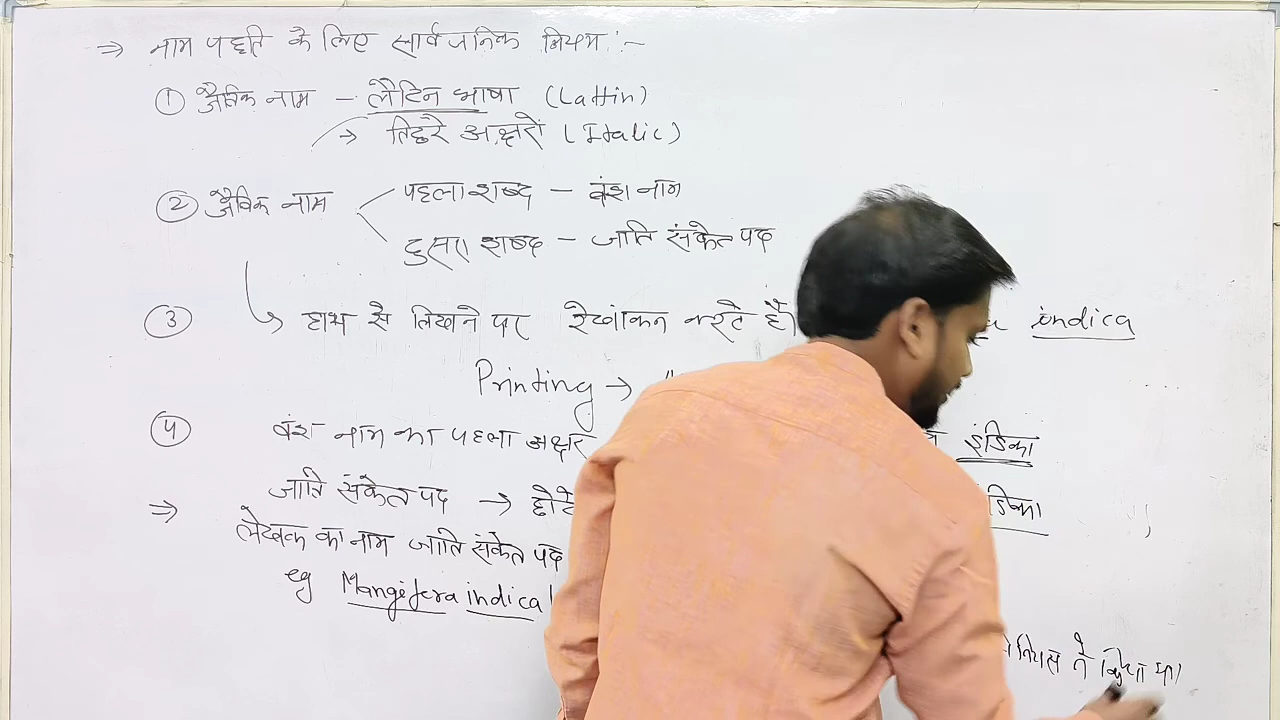 ⇒ नाम पद्धति के लिए सार्वजनिक नियम :-
① जैविक नाम - लैटिन भाषा (Lattin)
→ तिरछे अक्षरों (Italic)
② जैविक नाम
पहला शब्द - वंश नाम
दुसरा शब्द - जाति संकेत पद
③ हाथ से लिखने पर रेखांकन करते है। indica
Printing →
④ वंश नाम का पहला अक्षर इंडिका
जाति संकेत पद → छोटे
⇒ लेखक का नाम जाति संकेत पद
eg Mangifera indica
ने किया था।